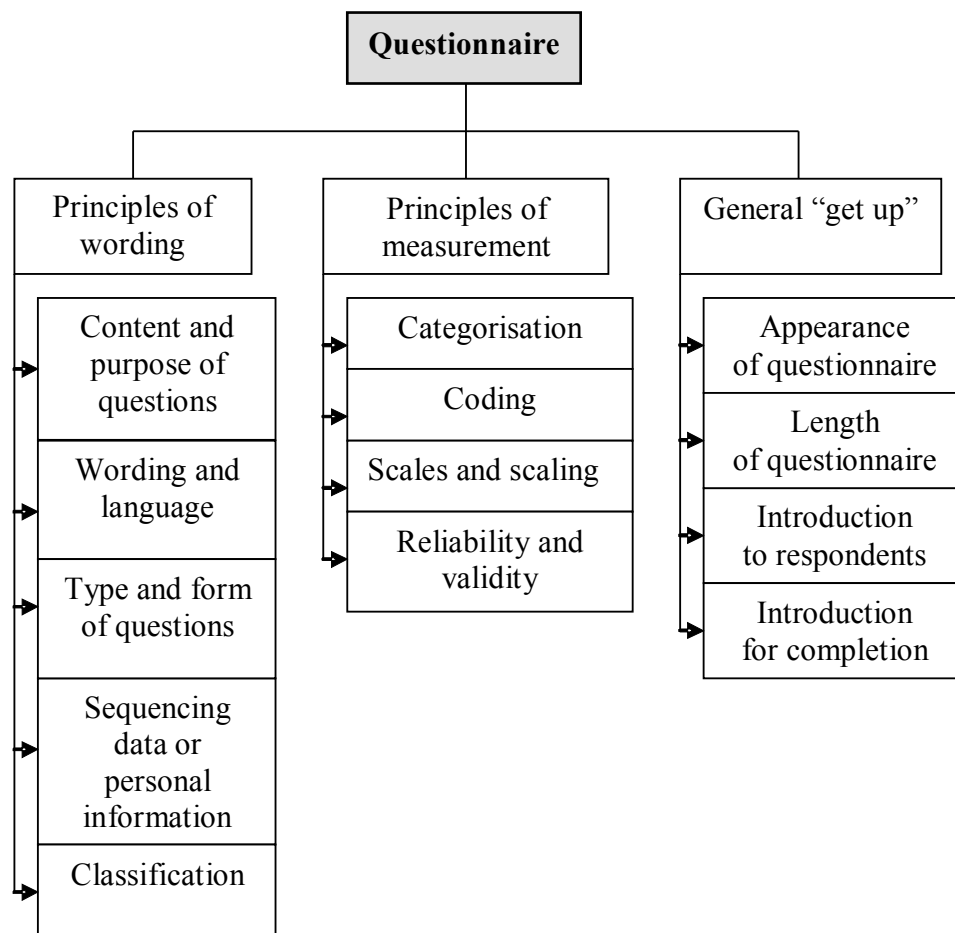 Questionnaire
Principles of
wording
Content and
purpose of
questions
Wording and
language
Type and form
of questions
Sequencing
data or
personal
information
Classification
Principles of
measurement
Categorisation
Coding
Scales and scaling
Reliability and
validity
General “get up”
Appearance
of questionnaire
Length
of questionnaire
Introduction
to respondents
Introduction
for completion